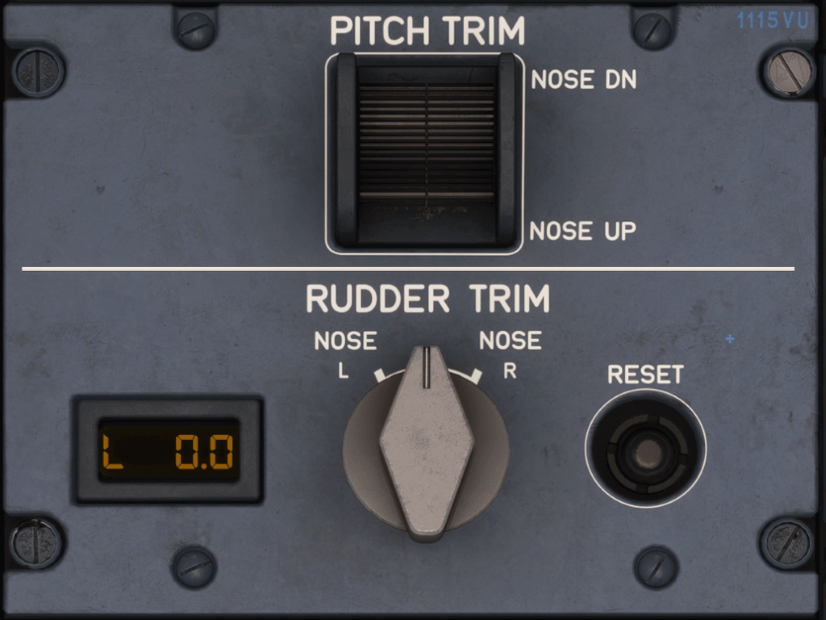 1115VU
PITCH TRIM
NOSE DN
NOSE UP
RUDDER TRIM
NOSE NOSE
L R
RESET
L 0.0